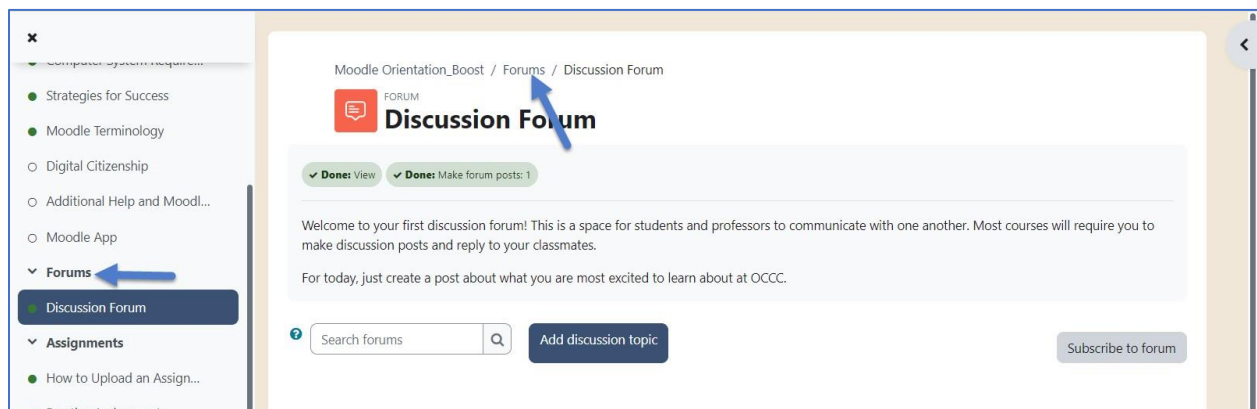 Strategies for Success
Moodle Terminology
Digital Citizenship
Additional Help and Moodl...
Moodle App
Forums
Discussion Forum
Assignments
How to Upload an Assign...
Moodle Orientation_Boost / Forums / Discussion Forum
FORUM
Discussion Forum
Done: View
Done: Make forum posts: 1
Welcome to your first discussion forum! This is a space for students and professors to communicate with one another. Most courses will require you to
make discussion posts and reply to your classmates.
For today, just create a post about what you are most excited to learn about at OCCC.
Search forums
Add discussion topic
Subscribe to forum